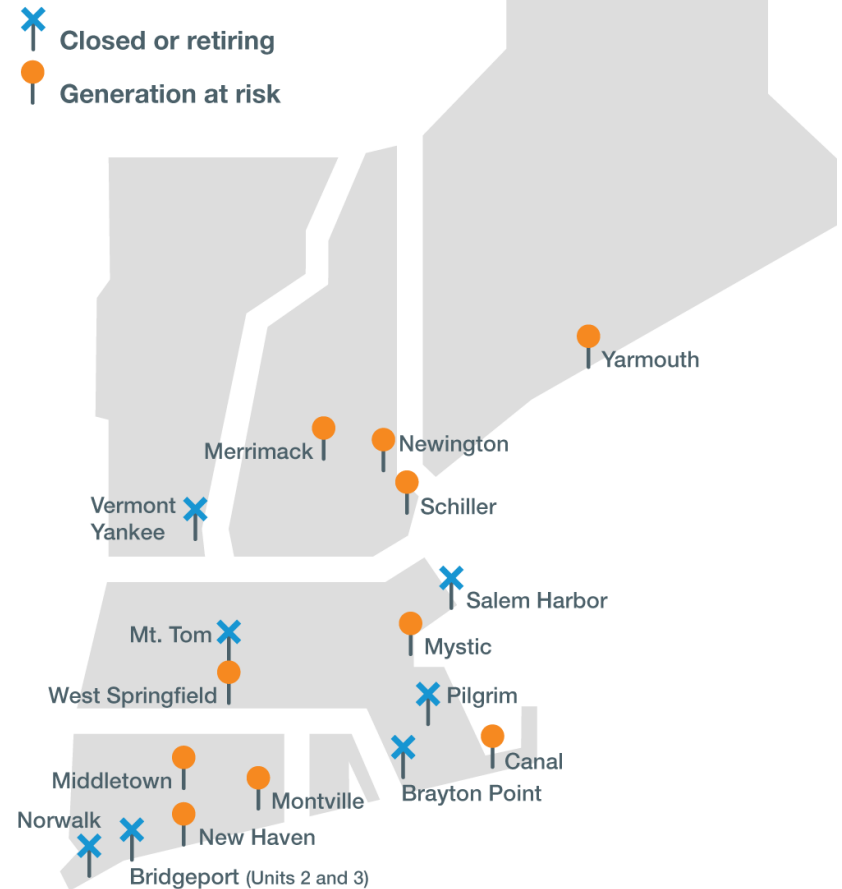 Closed or retiring
Generation at risk
Yarmouth
Merrimack
Newington
Vermont
Yankee
Schiller
Salem Harbor
Mt. Tom
Mystic
West Springfield
Pilgrim
Canal
Middletown
Brayton Point
Montville
Norwalk
New Haven
Bridgeport (Units 2 and 3)